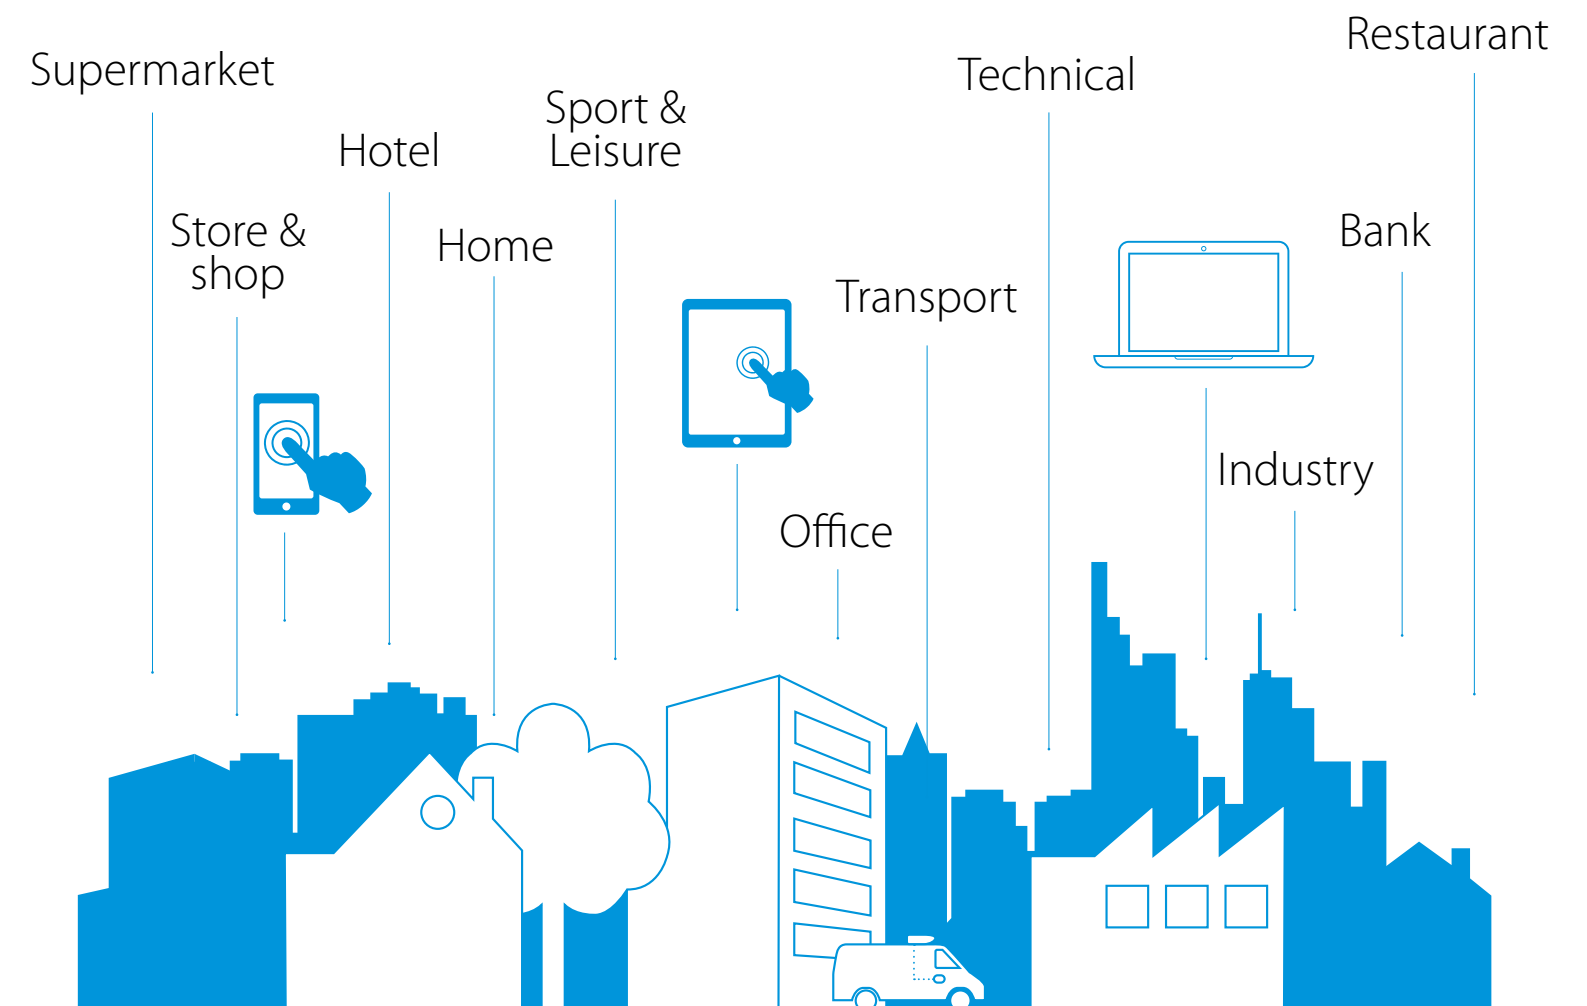 Supermarket
Store &
shop
Hotel
Home
Sport &
Leisure
Office
Transport
Technical
Industry
Bank
Restaurant